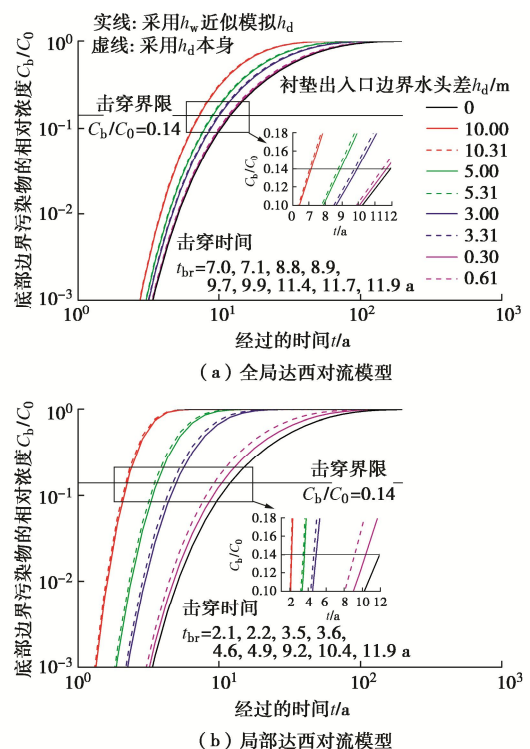 实线: 采用hw近似模拟hd
虚线: 采用hd本身
底部边界污染物的相对浓度Cb/C0
10⁰
10⁻¹
10⁻²
10⁻³
击穿界限
Cb/C0=0.14
衬垫出入口边界水头差hd/m
0
10.00
10.31
5.00
5.31
3.00
3.31
0.30
0.61
Cb/C0
0.18
0.16
0.14
0.12
0.10
0 7 8 9 10 11 12
t/a
击穿时间
tbr=7.0, 7.1, 8.8, 8.9,
9.7, 9.9, 11.4, 11.7, 11.9 a
10⁰ 10¹ 10² 10³
经过的时间t/a
(a) 全局达西对流模型
底部边界污染物的相对浓度Cb/C0
10⁰
10⁻¹
10⁻²
10⁻³
击穿界限
Cb/C0=0.14
Cb/C0
0.18
0.16
0.14
0.12
0.10
2 4 6 8 10 12
t/a
击穿时间
tbr=2.1, 2.2, 3.5, 3.6,
4.6, 4.9, 9.2, 10.4, 11.9 a
10⁰ 10¹ 10² 10³
经过的时间t/a
(b) 局部达西对流模型